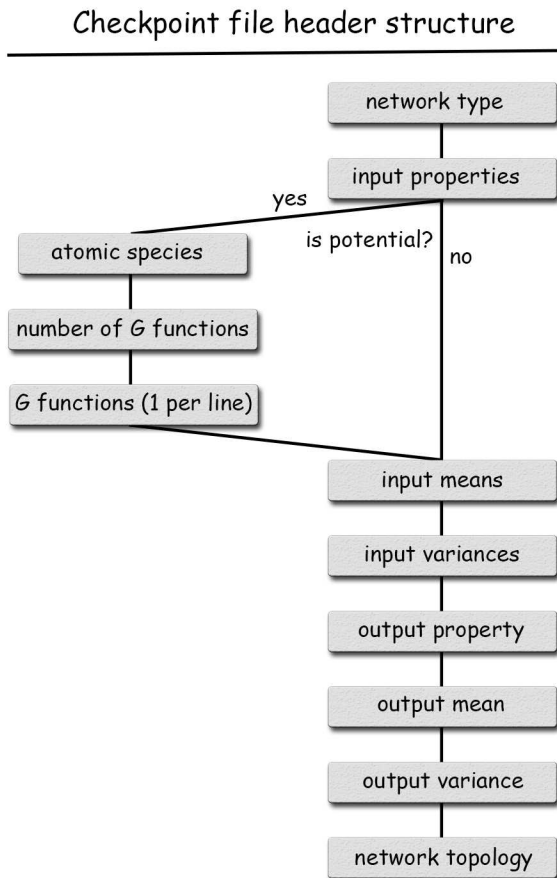 Checkpoint file header structure
network type
input properties
yes
is potential?
no
atomic species
number of G functions
G functions (1 per line)
input means
input variances
output property
output mean
output variance
network topology